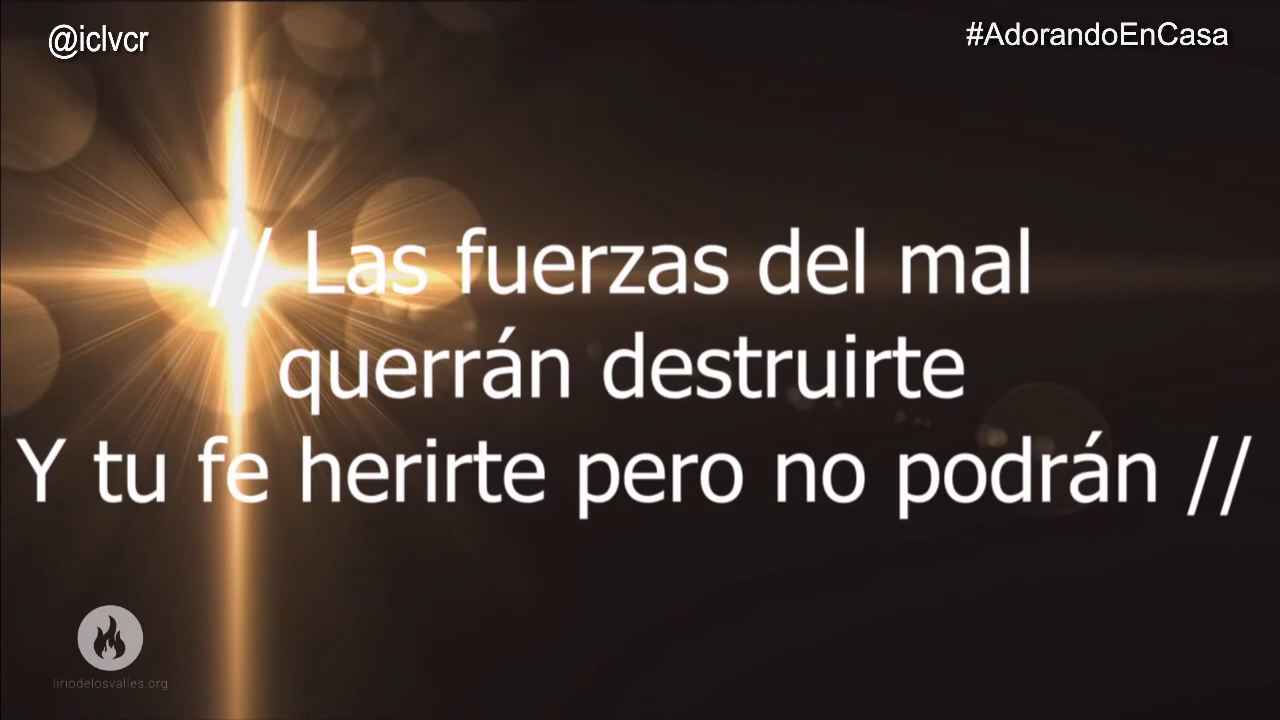 @iclvcr
#AdorandoEnCasa
// Las fuerzas del mal
querrán destruirte
Y tu fe herirte pero no podrán //
liriodelosvalles.org